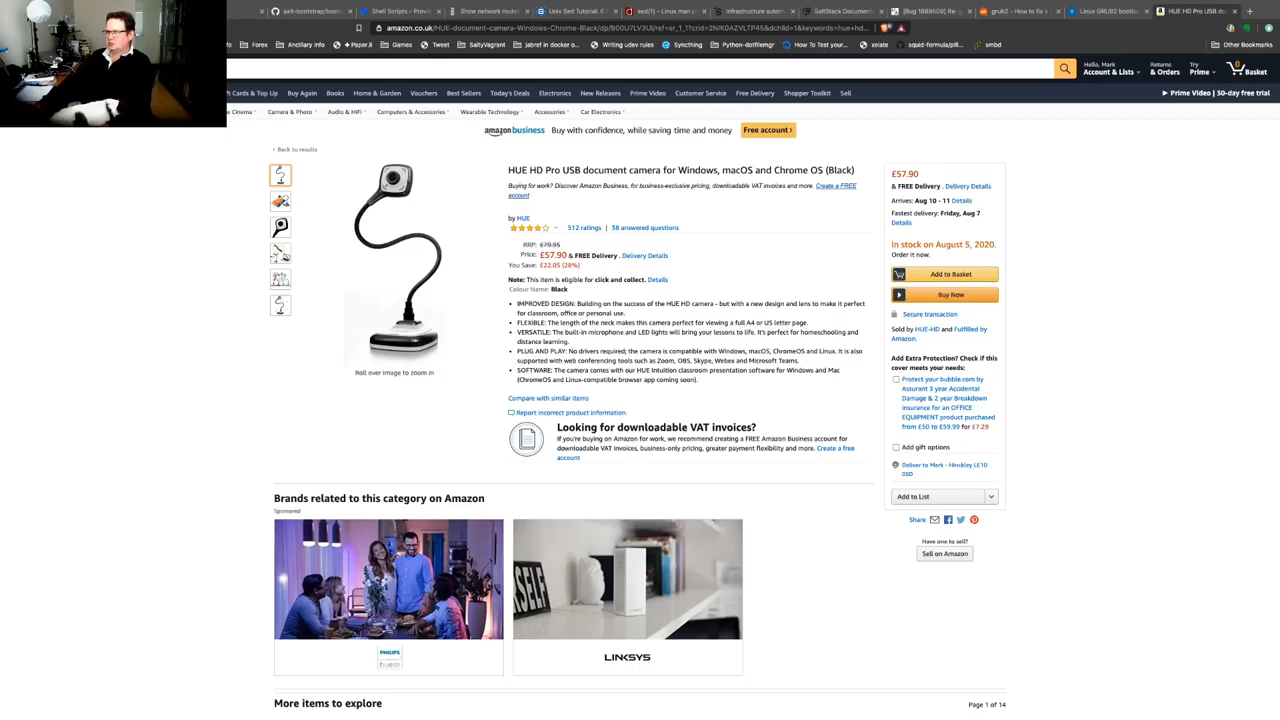 salt-bootstrap/bootst
Shell Scripts - Provis
Show network routes
Unix Sed Tutorial: 6 E
sed(1) - Linux man p
Infrastructure automa
SaltStack Documenta
[Bug 1889509] Re: g
grub2 - How to fix a s
Linux GRUB2 bootloa
HUE HD Pro USB doc
amazon.co.uk/HUE-document-camera-Windows-Chrome-Black/dp/B00U7LV3UI/ref=sr_1_1?crid=2NIK0AZVLTP45&dchild=1&keywords=hue+hd...
Forex
Ancillary Info
+ Paper.li
Games
Tweet
SaltyVagrant
jabref in docker o...
Writing udev rules
Syncthing
Python-dotfilemgr
How To Test your...
xelate
squid-formula/pill...
smbd
Other Bookmarks
Hello, Mark
Account & Lists
Returns
& Orders
Try
Prime
0
Basket
ft Cards & Top Up Buy Again Books Home & Garden Vouchers Best Sellers Today's Deals Electronics New Releases Prime Video Customer Service Free Delivery Shopper Toolkit Sell
Prime Video | 30-day free trial
e Cinema Camera & Photo Audio & HiFi Computers & Accessories Wearable Technology Accessories Car Electronics
amazon business Buy with confidence, while saving time and money Free account ›
‹ Back to results
HUE HD Pro USB document camera for Windows, macOS and Chrome OS (Black)
Buying for work? Discover Amazon Business, for business-exclusive pricing, downloadable VAT invoices and more. Create a FREE
account
by HUE
512 ratings | 38 answered questions
RRP: £79.95
Price: £57.90 & FREE Delivery . Delivery Details
You Save: £22.05 (28%)
Note: This item is eligible for click and collect. Details
Colour Name: Black
• IMPROVED DESIGN: Building on the success of the HUE HD camera - but with a new design and lens to make it perfect
for classroom, office or personal use.
• FLEXIBLE: The length of the neck makes this camera perfect for viewing a full A4 or US letter page.
• VERSATILE: The built-in microphone and LED lights will bring your lessons to life. It's perfect for homeschooling and
distance learning.
• PLUG AND PLAY: No drivers required; the camera is compatible with Windows, macOS, ChromeOS and Linux. It is also
supported with web conferencing tools such as Zoom, OBS, Skype, Webex and Microsoft Teams.
• SOFTWARE: The camera comes with our HUE Intuition classroom presentation software for Windows and Mac
(ChromeOS and Linux-compatible browser app coming soon).
Roll over image to zoom in
Compare with similar items
Report incorrect product information.
Looking for downloadable VAT invoices?
If you're buying on Amazon for work, we recommend creating a FREE Amazon Business account for
downloadable VAT invoices, business-only pricing, greater payment flexibility and more. Create a free
account
£57.90
& FREE Delivery . Delivery Details
Arrives: Aug 10 - 11 Details
Fastest delivery: Friday, Aug 7
Details
In stock on August 5, 2020.
Order it now.
Add to Basket
Buy Now
Secure transaction
Sold by HUE-HD and Fulfilled by
Amazon.
Add Extra Protection? Check if this
cover meets your needs:
Protect your bubble.com by
Assurant 3 year Accidental
Damage & 2 year Breakdown
insurance for an OFFICE
EQUIPMENT product purchased
from £50 to £59.99 for £7.29
Add gift options
Deliver to Mark - Hinckley LE10
0SD
Add to List
Share
Have one to sell?
Sell on Amazon
Brands related to this category on Amazon
Sponsored
ESELF
PHILIPS
hue
LINKSYS
More items to explore
Page 1 of 14